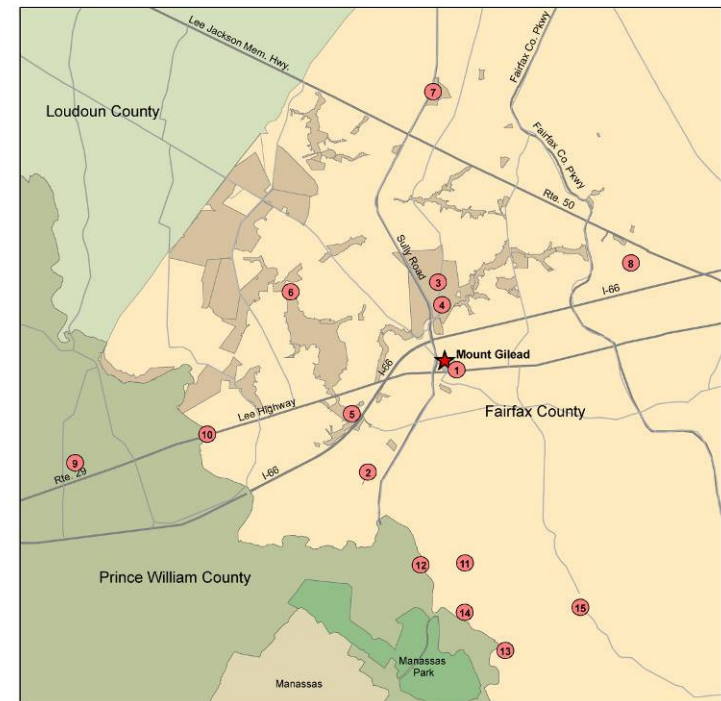 Lee Jackson Mem. Hwy.
Fairfax Co. Pkwy
7
Loudoun County
Fairfax Co. Pkwy
Rte. 50
Sully Road
8
3
6
I-66
4
I-66
Mount Gilead
1
Lee Highway
5
Fairfax County
10
9
Rte. 29
I-66
2
12
11
Prince William County
15
14
13
Manassas
Park
Manassas